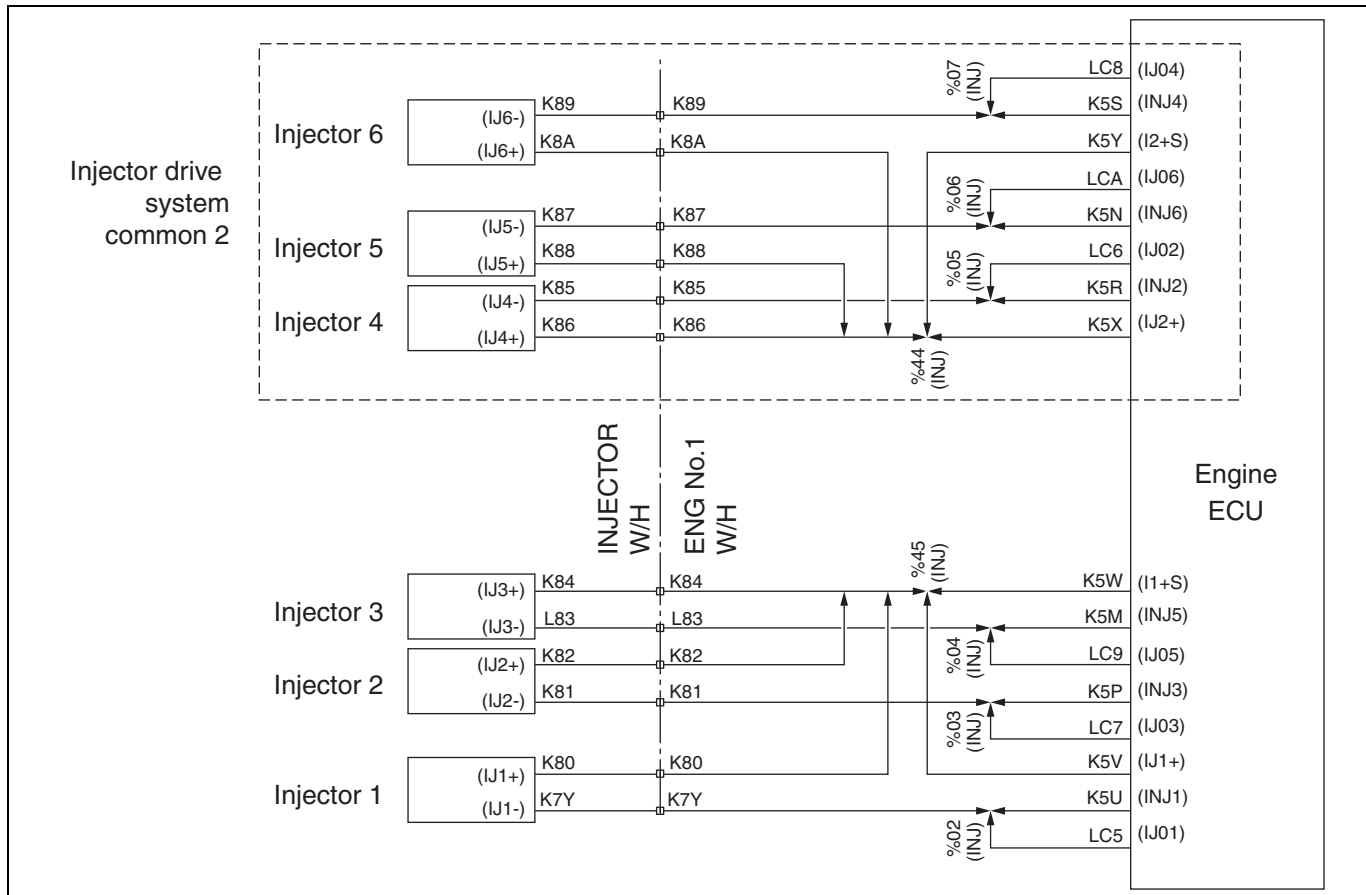 Injector drive
system
common 2
Injector 6
(IJ6-)
(IJ6+)
K89
K8A
K89
K8A
%07
(INJ)
LC8
(IJ04)
K5S
(INJ4)
K5Y
(I2+S)
Injector 5
(IJ5-)
(IJ5+)
K87
K88
K87
K88
%06
(INJ)
LCA
(IJ06)
K5N
(INJ6)
Injector 4
(IJ4-)
(IJ4+)
K85
K86
K85
K86
%05
(INJ)
LC6
(IJ02)
K5R
(INJ2)
K5X
(IJ2+)
%44
(INJ)
INJECTOR
W/H
ENG No.1
W/H
Engine
ECU
%45
(INJ)
Injector 3
(IJ3+)
(IJ3-)
K84
L83
K84
L83
K5W
(I1+S)
K5M
(INJ5)
%04
(INJ)
LC9
(IJ05)
Injector 2
(IJ2+)
(IJ2-)
K82
K81
K82
K81
K5P
(INJ3)
%03
(INJ)
LC7
(IJ03)
Injector 1
(IJ1+)
(IJ1-)
K80
K7Y
K80
K7Y
K5V
(IJ1+)
K5U
(INJ1)
%02
(INJ)
LC5
(IJ01)